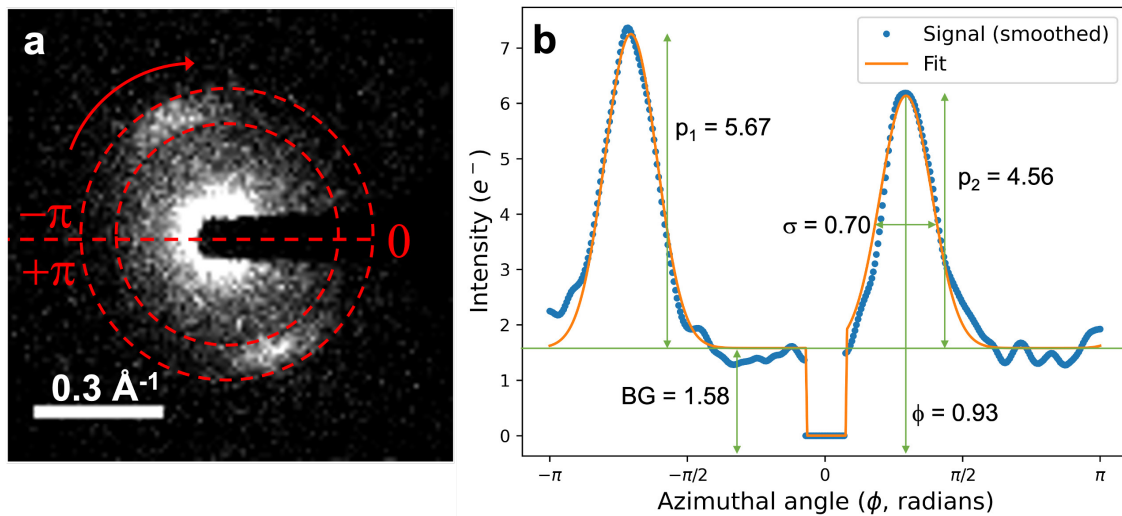 a
−π
+π
0
0.3 Å-1
b
Signal (smoothed)
Fit
p1 = 5.67
p2 = 4.56
σ = 0.70
BG = 1.58
ϕ = 0.93
Intensity (e−)
7
6
5
4
3
2
1
0
−π
−π/2
0
π/2
π
Azimuthal angle (ϕ, radians)